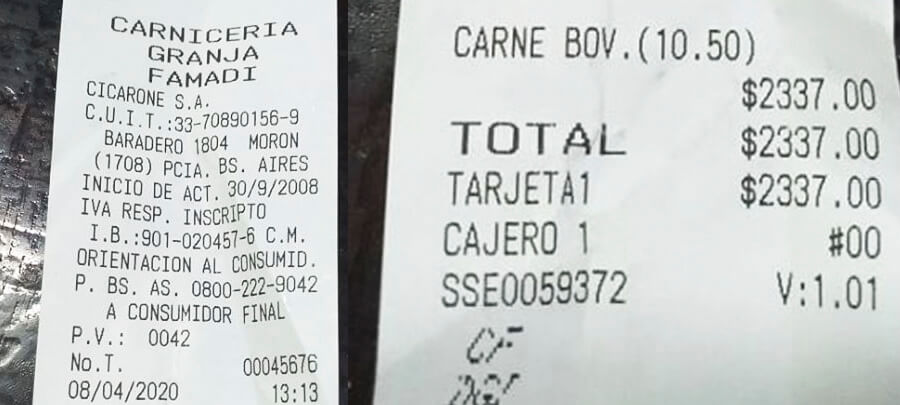 CARNICERIA
GRANJA
FAMADI
CICARONE S.A.
C.U.I.T.:33-70890156-9
BARADERO 1804 MORON
(1708) PCIA. BS. AIRES
INICIO DE ACT. 30/9/2008
IVA RESP. INSCRIPTO
I.B.:901-020457-6 C.M.
ORIENTACION AL CONSUMID.
P. BS. AS. 0800-222-9042
A CONSUMIDOR FINAL
P.V.: 0042
No.T. 00045676
08/04/2020 13:13
CARNE BOV.(10.50)
$2337.00
TOTAL $2337.00
TARJETA1 $2337.00
CAJERO 1 #00
SSE0059372 V:1.01
CF